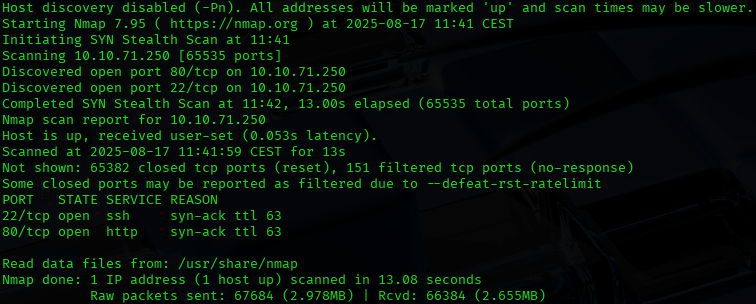 Host discovery disabled (-Pn). All addresses will be marked 'up' and scan times may be slower.
Starting Nmap 7.95 ( https://nmap.org ) at 2025-08-17 11:41 CEST
Initiating SYN Stealth Scan at 11:41
Scanning 10.10.71.250 [65535 ports]
Discovered open port 80/tcp on 10.10.71.250
Discovered open port 22/tcp on 10.10.71.250
Completed SYN Stealth Scan at 11:42, 13.00s elapsed (65535 total ports)
Nmap scan report for 10.10.71.250
Host is up, received user-set (0.053s latency).
Scanned at 2025-08-17 11:41:59 CEST for 13s
Not shown: 65382 closed tcp ports (reset), 151 filtered tcp ports (no-response)
Some closed ports may be reported as filtered due to --defeat-rst-ratelimit
PORT   STATE SERVICE REASON
22/tcp open  ssh     syn-ack ttl 63
80/tcp open  http    syn-ack ttl 63
Read data files from: /usr/share/nmap
Nmap done: 1 IP address (1 host up) scanned in 13.08 seconds
Raw packets sent: 67684 (2.978MB) | Rcvd: 66384 (2.655MB)